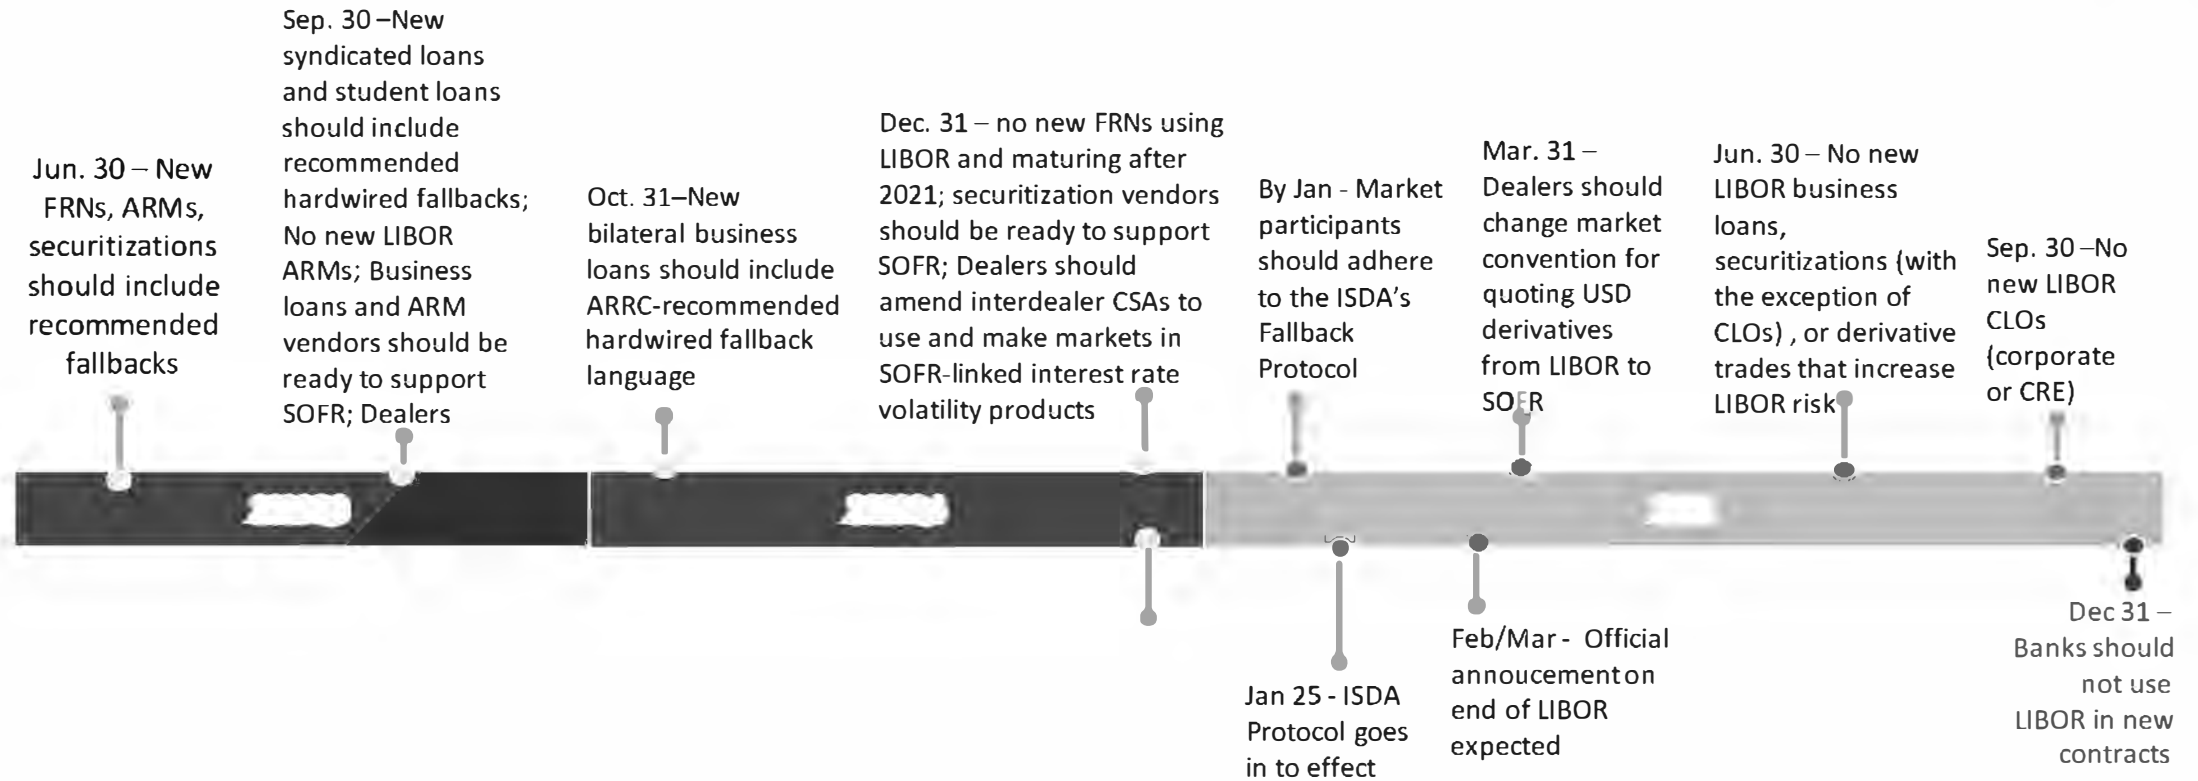 Jun. 30 – New
FRNs, ARMs,
securitizations
should include
recommended
fallbacks
Sep. 30 –New
syndicated loans
and student loans
should include
recommended
hardwired fallbacks;
No new LIBOR
ARMs; Business
loans and ARM
vendors should be
ready to support
SOFR; Dealers
Oct. 31–New
bilateral business
loans should include
ARRC-recommended
hardwired fallback
language
Dec. 31 – no new FRNs using
LIBOR and maturing after
2021; securitization vendors
should be ready to support
SOFR; Dealers should
amend interdealer CSAs to
use and make markets in
SOFR-linked interest rate
volatility products
By Jan - Market
participants
should adhere
to the ISDA's
Fallback
Protocol
Mar. 31 –
Dealers should
change market
convention for
quoting USD
derivatives
from LIBOR to
SOFR
Jun. 30 – No new
LIBOR business
loans,
securitizations (with
the exception of
CLOs) , or derivative
trades that increase
LIBOR risk
Sep. 30 –No
new LIBOR
CLOs
(corporate
or CRE)
Jan 25 - ISDA
Protocol goes
in to effect
Feb/Mar - Official
annoucement on
end of LIBOR
expected
Dec 31 –
Banks should
not use
LIBOR in new
contracts